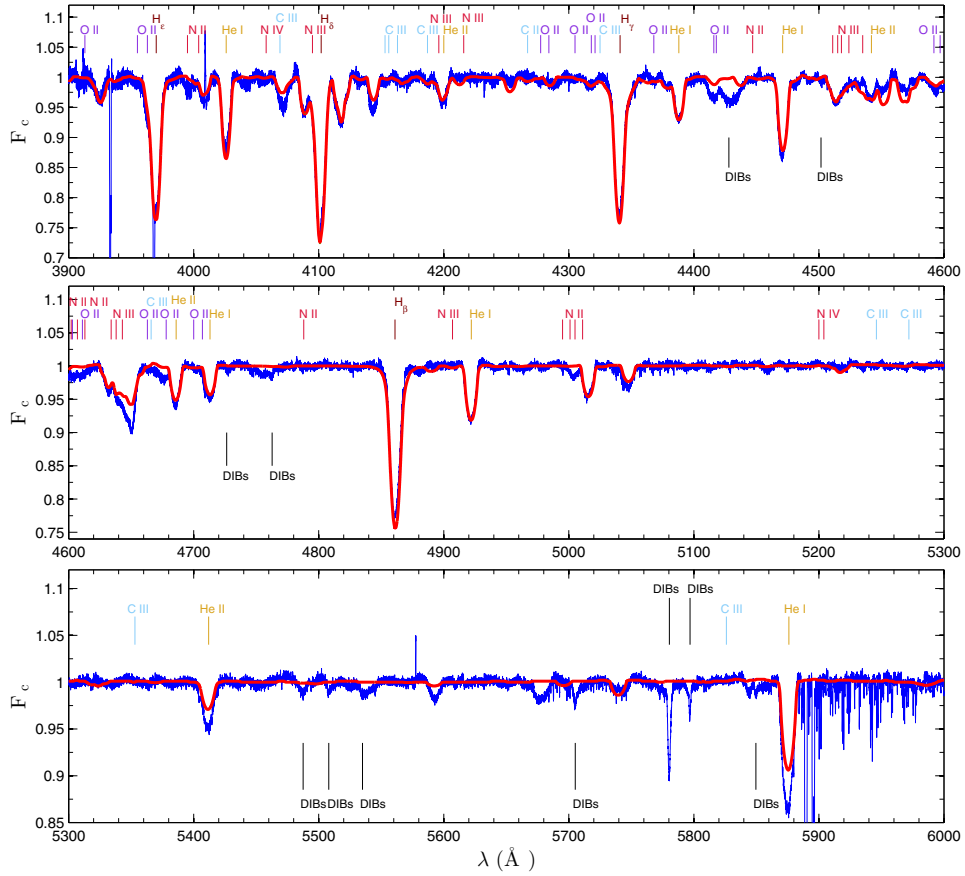 C III O II
H N III N III H
O II O II ε N II N IV N III δ C III C III He II C II O II O II C III γ O II He I O II N II He I N III He II O II
1.1
1.05
1
0.95
0.9
0.85
0.8
0.75
0.7
F c
DIBs DIBs
3900 4000 4100 4200 4300 4400 4500 4600
N II N II C III He II H β
O II N III O II O II O II He I N II N III He I N II N IV C III C III
1.1
1.05
1
0.95
0.9
0.85
0.8
0.75
F c
DIBs DIBs
4600 4700 4800 4900 5000 5100 5200 5300
DIBs DIBs
C III He II C III He I
1.1
1.05
1
0.95
0.9
0.85
F c
DIBs DIBs DIBs DIBs DIBs
5300 5400 5500 5600 5700 5800 5900 6000
λ (Å )